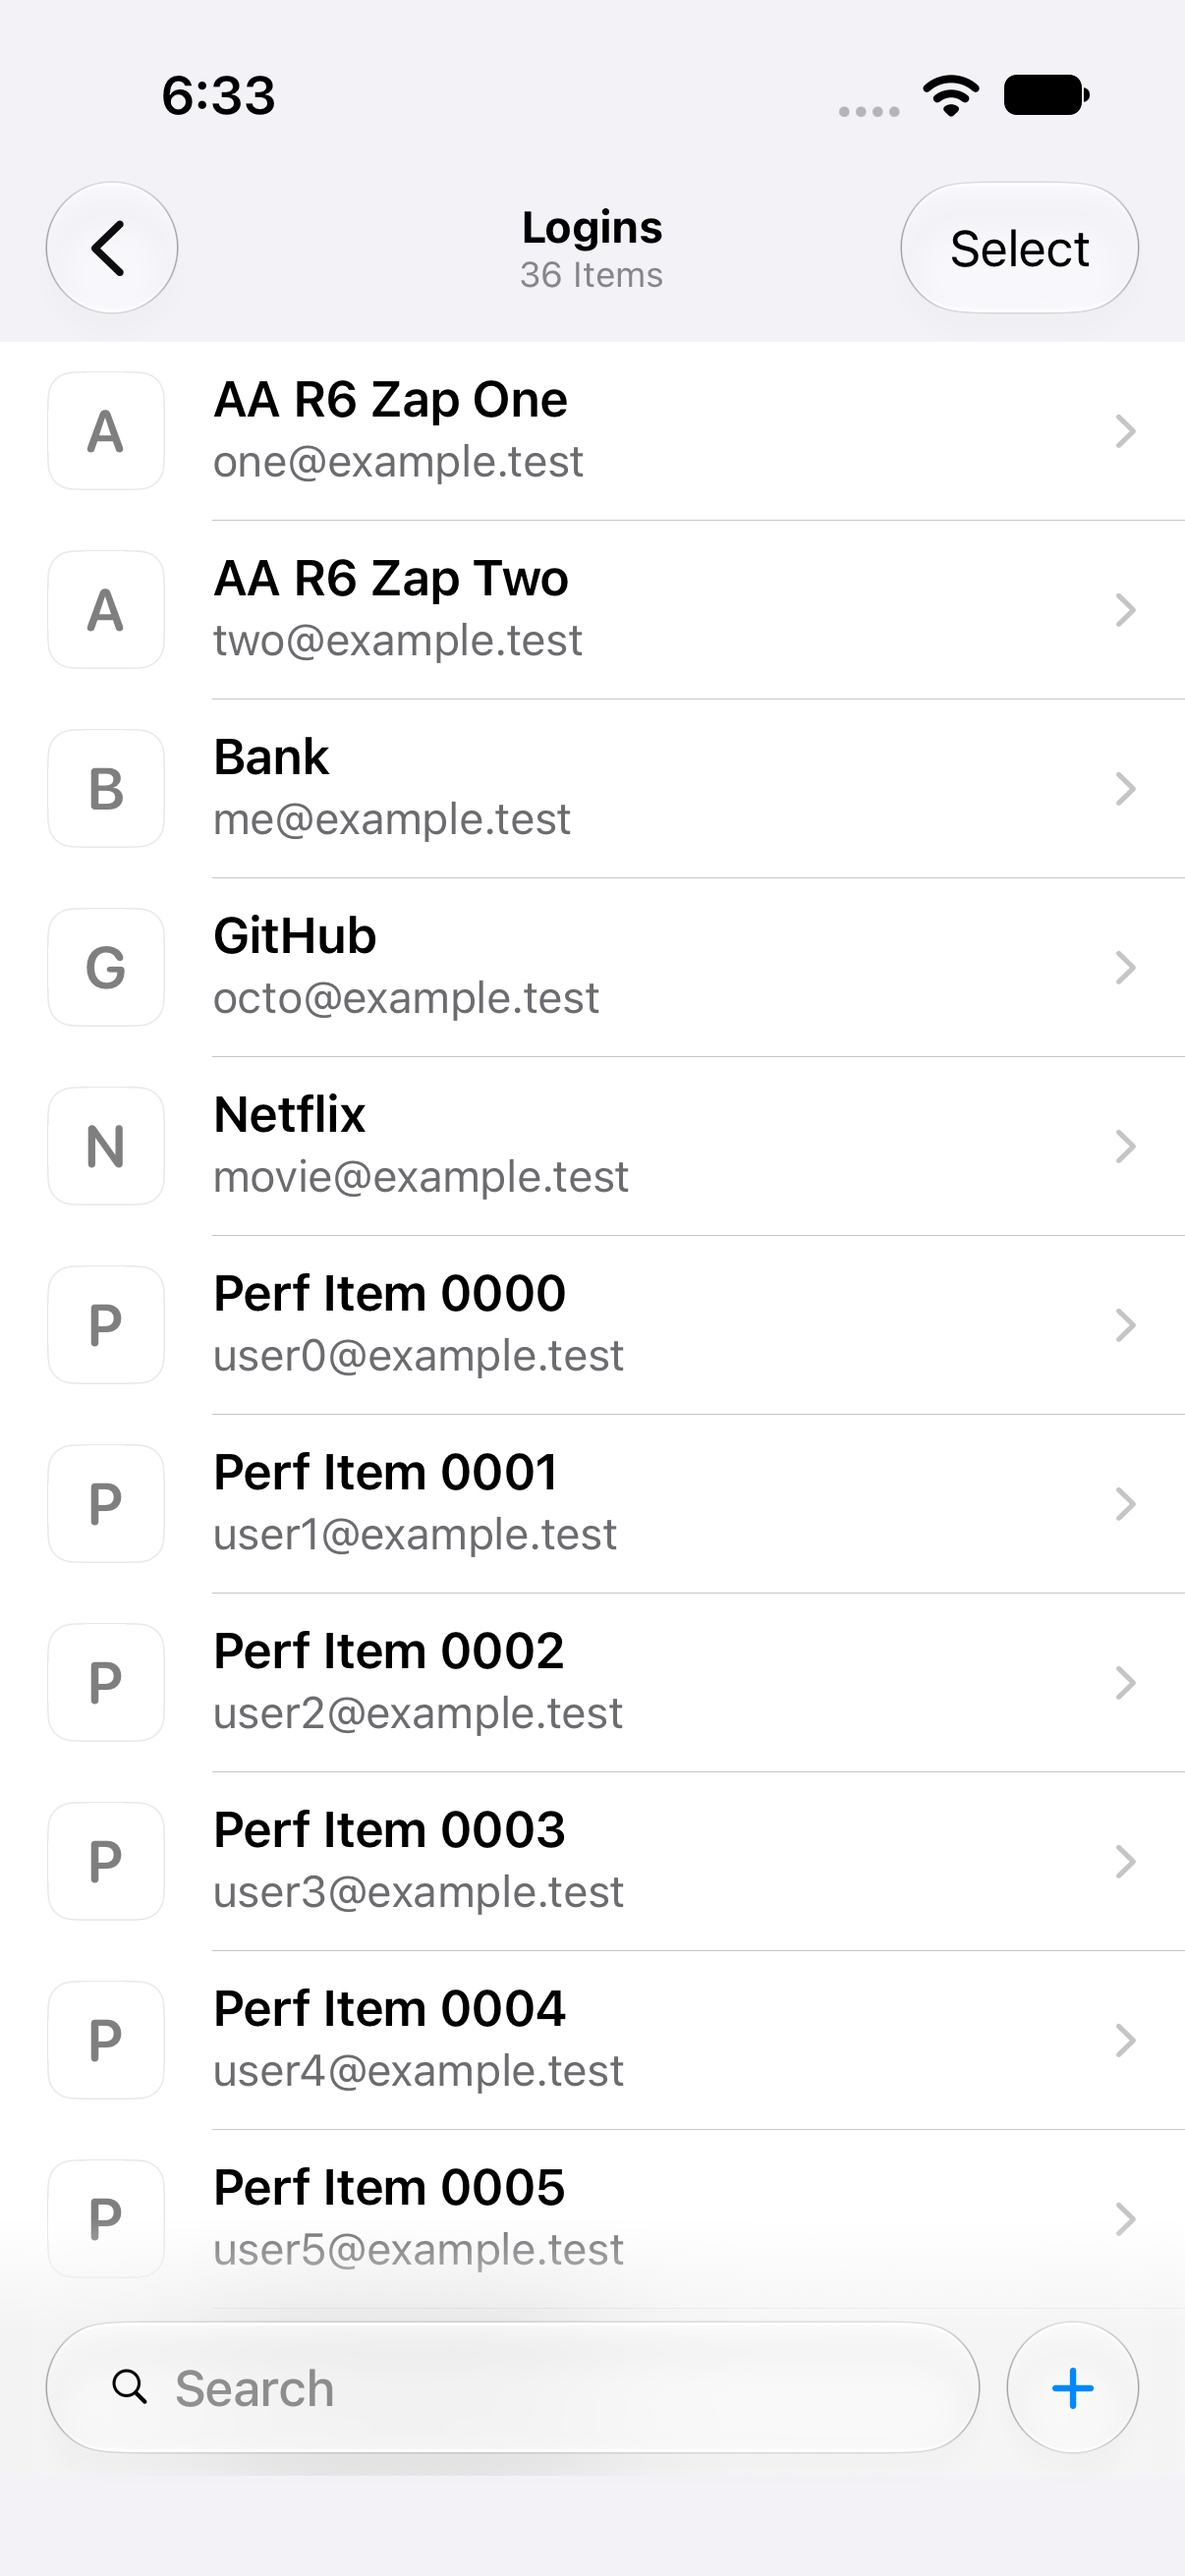 6:33
Logins
36 Items
Select
A
AA R6 Zap One
one@example.test
A
AA R6 Zap Two
two@example.test
B
Bank
me@example.test
G
GitHub
octo@example.test
N
Netflix
movie@example.test
P
Perf Item 0000
user0@example.test
P
Perf Item 0001
user1@example.test
P
Perf Item 0002
user2@example.test
P
Perf Item 0003
user3@example.test
P
Perf Item 0004
user4@example.test
P
Perf Item 0005
user5@example.test
Search